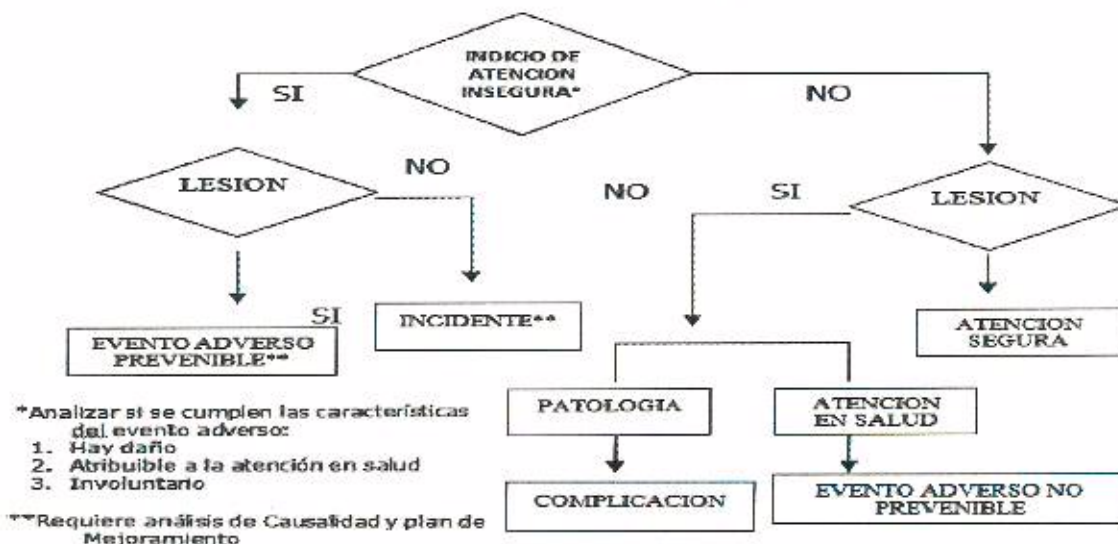 INDICIO DE
ATENCION
INSEGURA*
SI
NO
LESION
NO
NO
SI
LESION
SI
INCIDENTE**
EVENTO ADVERSO
PREVENIBLE**
ATENCION
SEGURA
PATOLOGIA
ATENCION
EN SALUD
COMPLICACION
EVENTO ADVERSO NO
PREVENIBLE
*Analizar si se cumplen las características
del evento adverso:
1. Hay daño
2. Atribuible a la atención en salud
3. Involuntario
**Requiere análisis de Causalidad y plan de
Mejoramiento